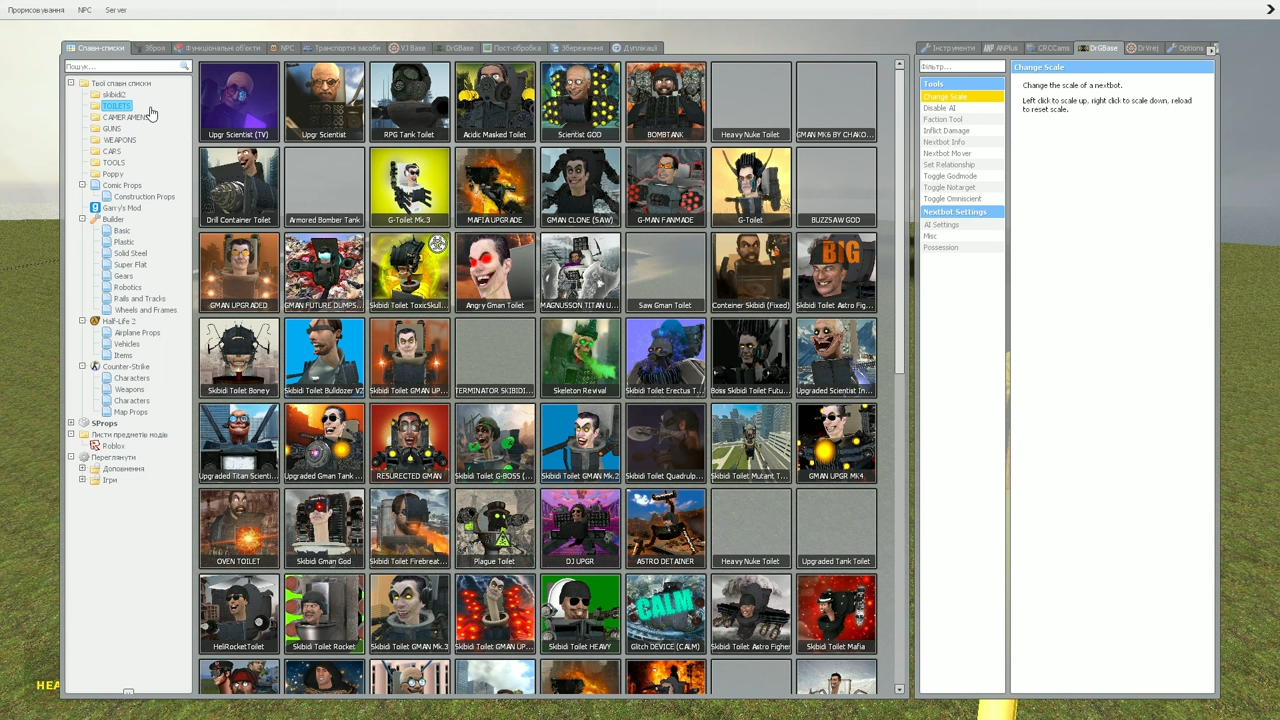 Прорисовування NPC Server
Спавн-списки Зброя Функціональні об'єкти NPC Транспортні засоби VJ Base DrGBase Пост-обробка Збереження Дуплікації
Пошук...
Твої спавн списки
skibidi2
TOILETS
CAMERAMENS
GUNS
WEAPONS
CARS
TOOLS
Poppy
Comic Props
Construction Props
Garry's Mod
Builder
Basic
Plastic
Solid Steel
Super Flat
Gears
Robotics
Rails and Tracks
Wheels and Frames
Half-Life 2
Airplane Props
Vehicles
Items
Counter-Strike
Characters
Weapons
Characters
Map Props
SProps
Листи предметів модів
Roblox
Переглянути
Доповнення
Ігри
Upgr Scientist (TV) Upgr Scientist RPG Tank Toilet Acidic Masked Toilet Scientist GOD BOMBTANK Heavy Nuke Toilet GMAN MK6 BY CHAKO...
Drill Container Toilet Armored Bomber Tank G-Toilet Mk.3 MAFIA UPGRADE GMAN CLONE (SAW) G-MAN FANMADE G-Toilet BUZZSAW GOD
BIG
GMAN UPGRADED GMAN FUTURE DUMPS... Skibidi Toilet ToxicSkull... Angry Gman Toilet MAGNUSSON TITAN U... Saw Gman Toilet Conteiner Skibidi (Fixed) Skibidi Toilet Astro Fig...
Skibidi Toilet Boney Skibidi Toilet Buldozer V2 Skibidi Toilet GMAN UP... TERMINATOR SKIBIDI... Skeleton Revival Skibidi Toilet Erectus T... Boss Skibidi Toilet Futu... Upgraded Scientist In...
Upgraded Titan Scienti... Upgraded Gman Tank ... RESURECTED GMAN Skibidi Toilet G-BOSS (... Skibidi Toilet GMAN Mk.2 Skibidi Toilet Quadrulp... Skibidi Toilet Mutant T... GMAN UPGR MK4
OVEN TOILET Skibidi Gman God Skibidi Toilet Firebreat... Plague Toilet DJ UPGR ASTRO DETAINER Heavy Nuke Toilet Upgraded Tank Toilet
CALM
HeliRocketToilet Skibidi Toilet Rocket Skibidi Toilet GMAN Mk.3 Skibidi Toilet GMAN UP... Skibidi Toilet HEAVY Glitch DEVICE (CALM) Skibidi Toilet Astro Figher Skibidi Toilet Mafia
Інструменти ANPlus CRCCams DrGBase DrVrej Options
Фільтр...
Tools
Change Scale
Disable AI
Faction Tool
Inflict Damage
Nextbot Info
Nextbot Mover
Set Relationship
Toggle Godmode
Toggle Notarget
Toggle Omniscient
Nextbot Settings
AI Settings
Misc
Possession
Change Scale
Change the scale of a nextbot.
Left click to scale up, right click to scale down, reload
to reset scale.
HEA